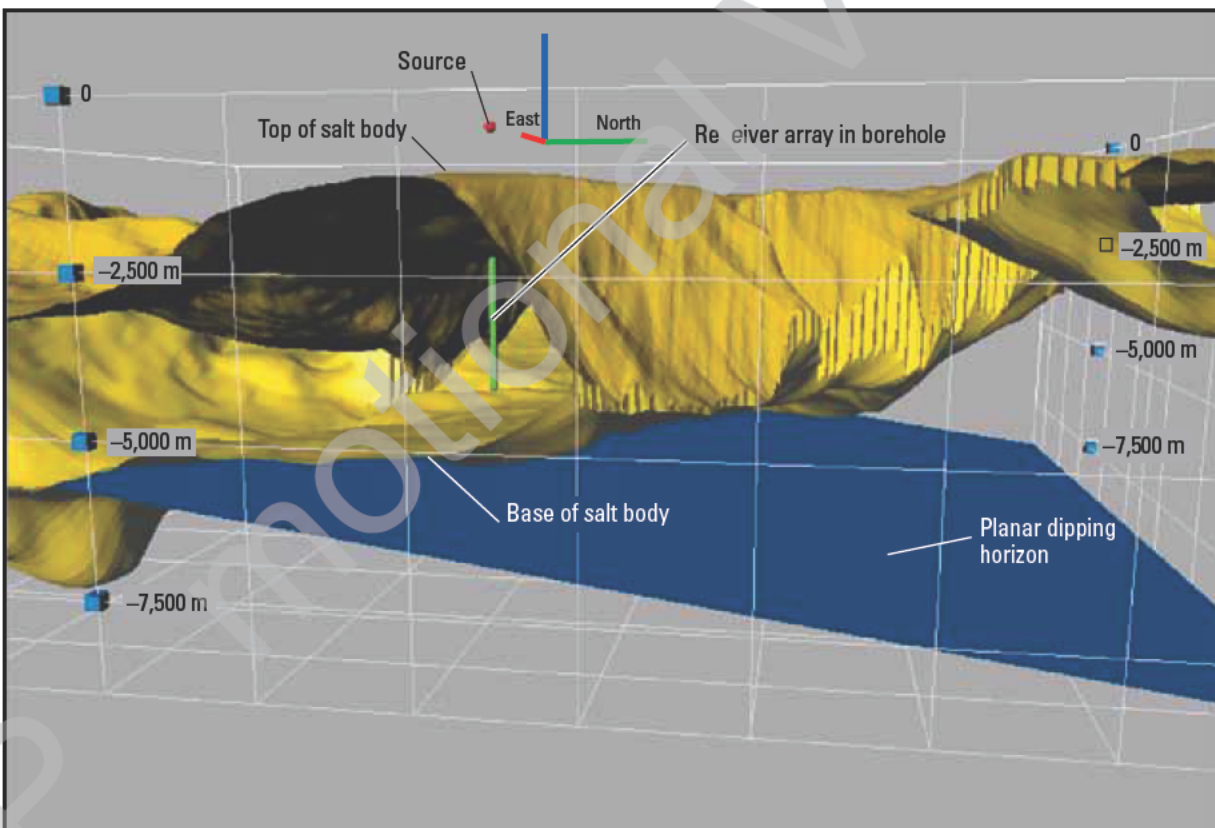 Source
0
East
North
Top of salt body
Re eiver array in borehole
0
–2,500 m
–2,500 m
–5,000 m
–5,000 m
–7,500 m
Base of salt body
Planar dipping
horizon
–7,500 m
motional v